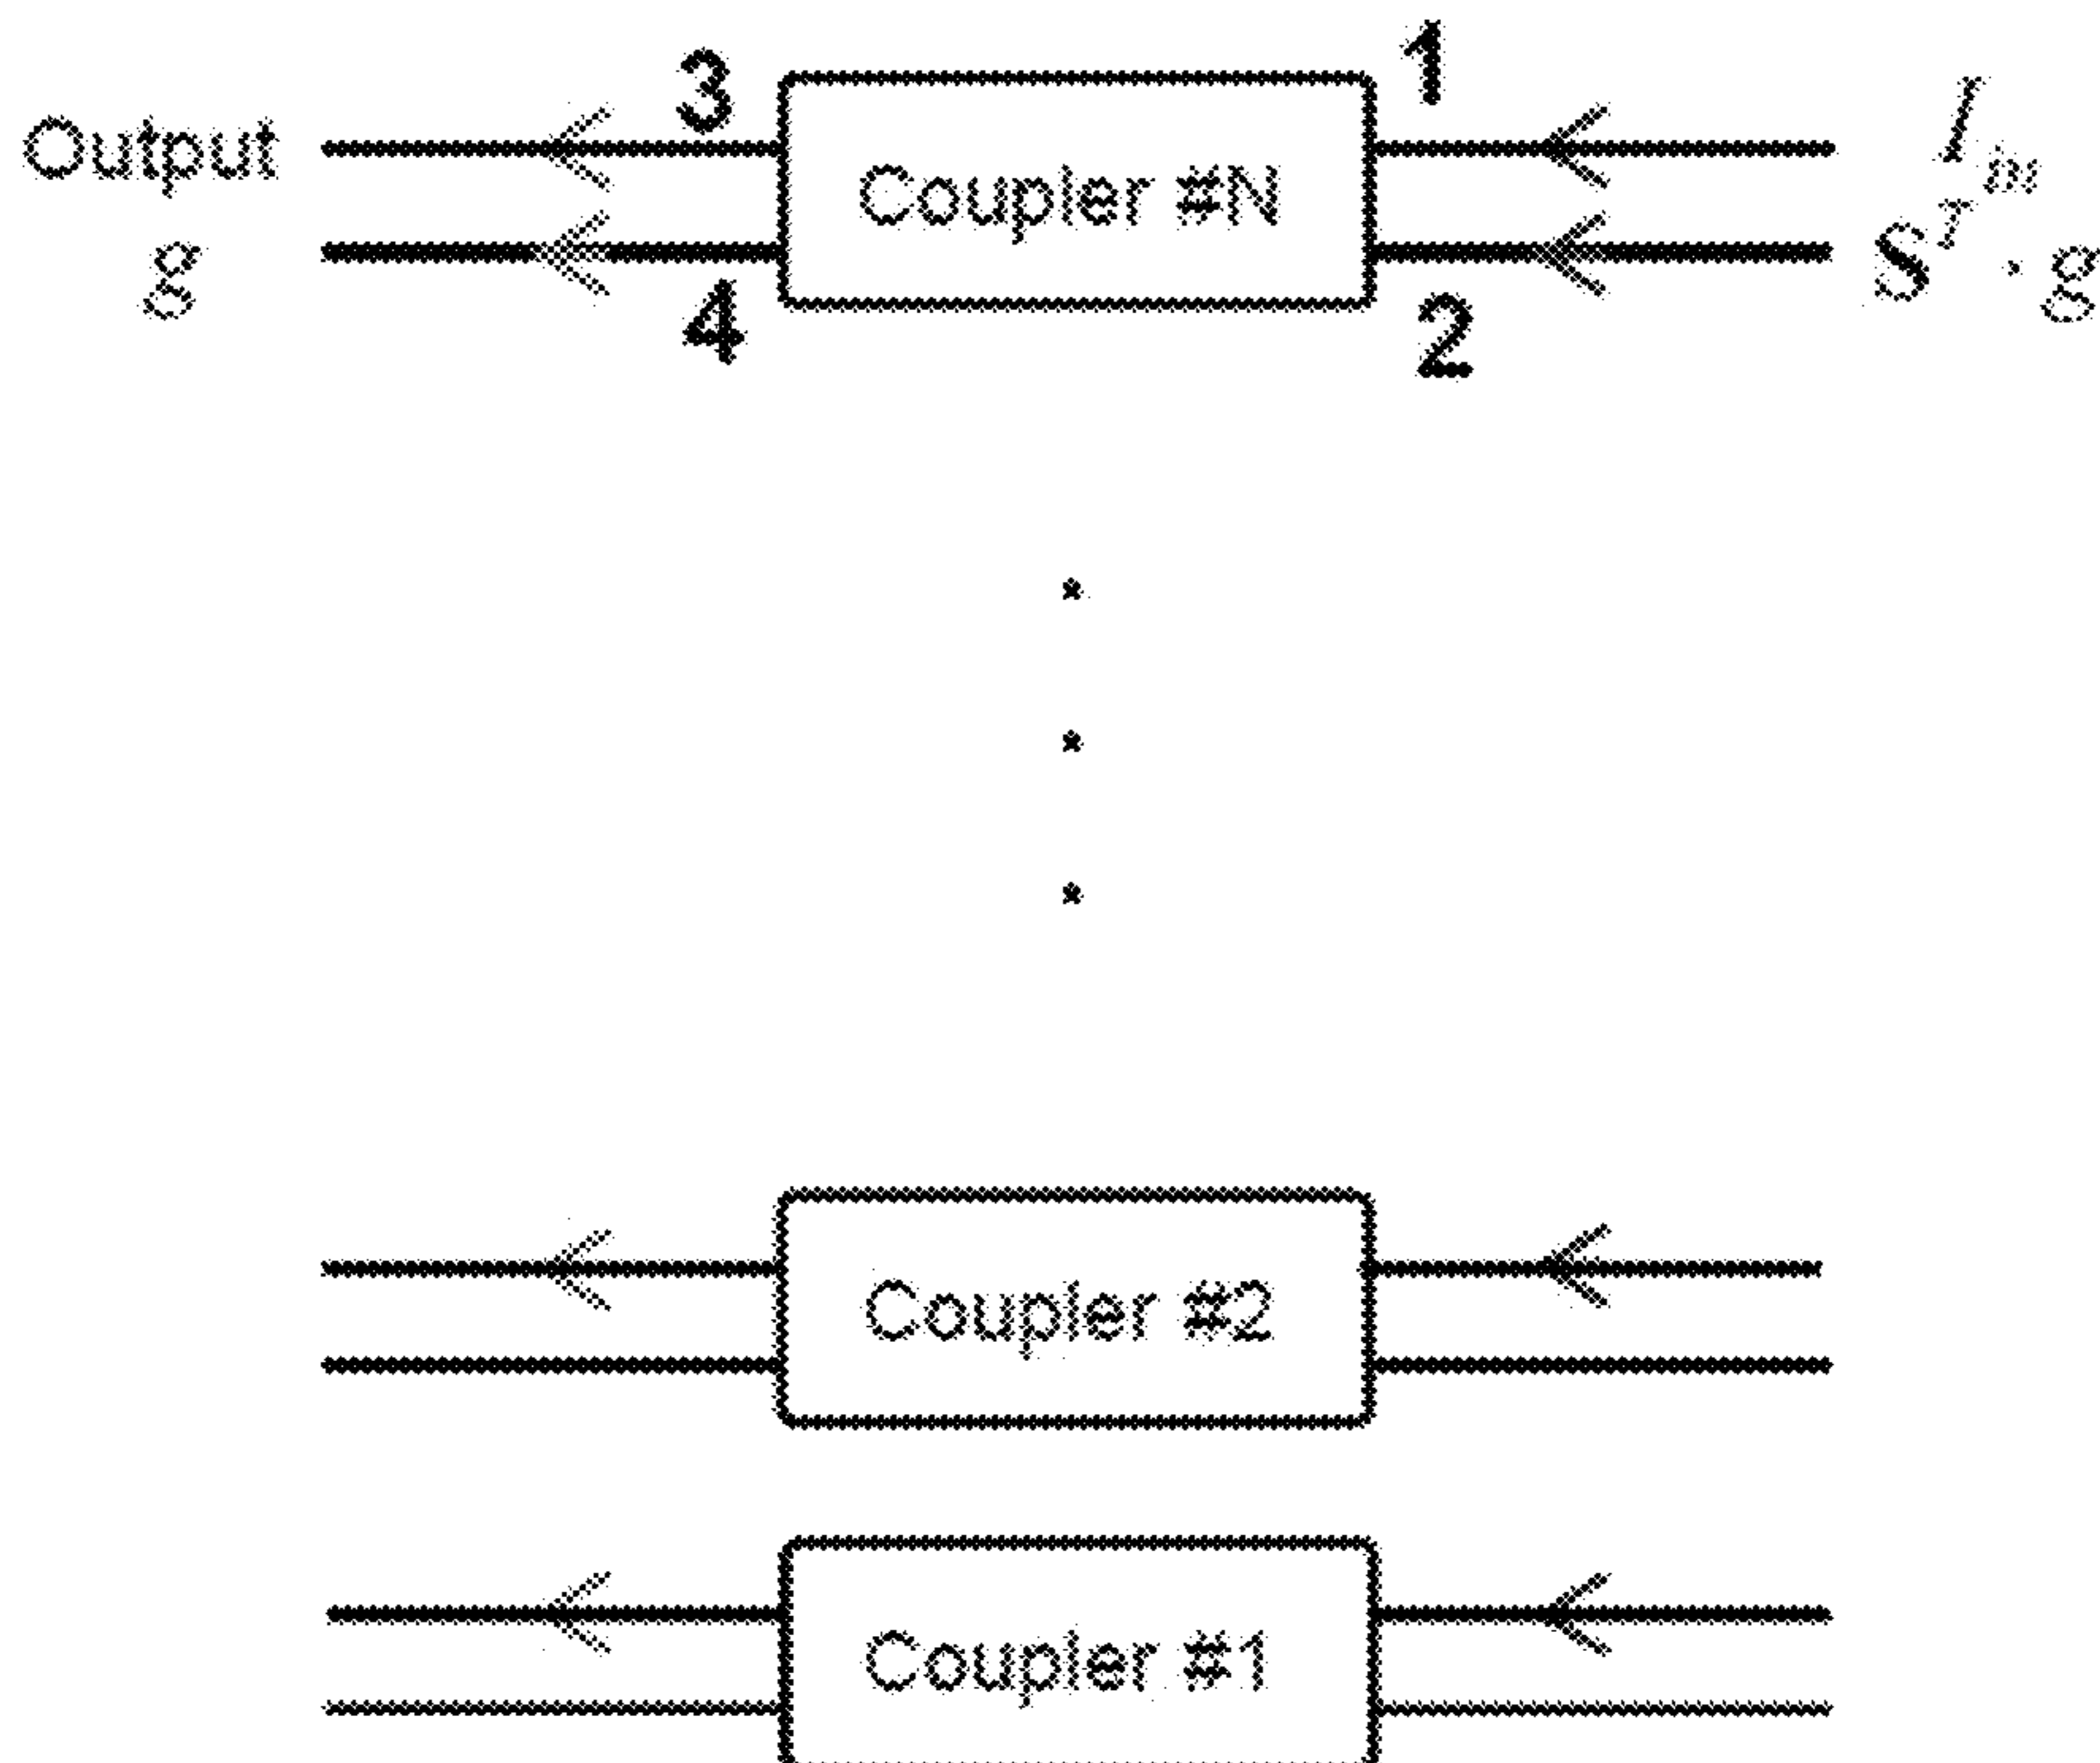 3 1
Output Coupler #N I_in
g S^T · g
4 2
Coupler #2
Coupler #1